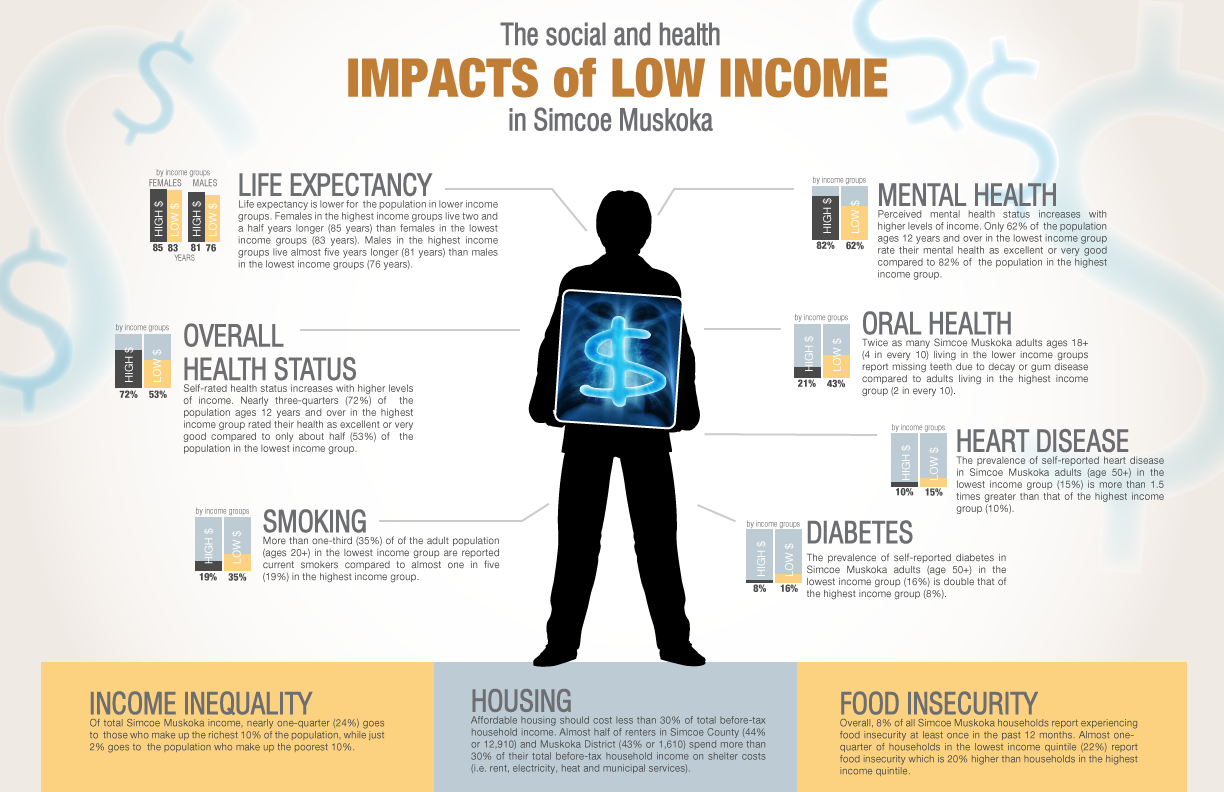 The social and health
IMPACTS of LOW INCOME
in Simcoe Muskoka
by income groups
FEMALES MALES
HIGH $ LOW $ HIGH $ LOW $
85 83 81 76
YEARS
LIFE EXPECTANCY
Life expectancy is lower for the population in lower income
groups. Females in the highest income groups live two and
a half years longer (85 years) than females in the lowest
income groups (83 years). Males in the highest income
groups live almost five years longer (81 years) than males
in the lowest income groups (76 years).
by income groups
HIGH $ LOW $
82% 62%
MENTAL HEALTH
Perceived mental health status increases with
higher levels of income. Only 62% of the population
ages 12 years and over in the lowest income group
rate their mental health as excellent or very good
compared to 82% of the population in the highest
income group.
by income groups
HIGH $ LOW $
72% 53%
OVERALL
HEALTH STATUS
Self-rated health status increases with higher levels
of income. Nearly three-quarters (72%) of the
population ages 12 years and over in the highest
income group rated their health as excellent or very
good compared to only about half (53%) of the
population in the lowest income group.
by income groups
HIGH $ LOW $
21% 43%
ORAL HEALTH
Twice as many Simcoe Muskoka adults ages 18+
(4 in every 10) living in the lower income groups
report missing teeth due to decay or gum disease
compared to adults living in the highest income
group (2 in every 10).
by income groups
HIGH $ LOW $
10% 15%
HEART DISEASE
The prevalence of self-reported heart disease
in Simcoe Muskoka adults (age 50+) in the
lowest income group (15%) is more than 1.5
times greater than that of the highest income
group (10%).
by income groups
HIGH $ LOW $
19% 35%
SMOKING
More than one-third (35%) of of the adult population
(ages 20+) in the lowest income group are reported
current smokers compared to almost one in five
(19%) in the highest income group.
by income groups
HIGH $ LOW $
8% 16%
DIABETES
The prevalence of self-reported diabetes in
Simcoe Muskoka adults (age 50+) in the
lowest income group (16%) is double that of
the highest income group (8%).
$
INCOME INEQUALITY
Of total Simcoe Muskoka income, nearly one-quarter (24%) goes
to those who make up the richest 10% of the population, while just
2% goes to the population who make up the poorest 10%.
HOUSING
Affordable housing should cost less than 30% of total before-tax
household income. Almost half of renters in Simcoe County (44%
or 12,910) and Muskoka District (43% or 1,610) spend more than
30% of their total before-tax household income on shelter costs
(i.e. rent, electricity, heat and municipal services).
FOOD INSECURITY
Overall, 8% of all Simcoe Muskoka households report experiencing
food insecurity at least once in the past 12 months. Almost one-
quarter of households in the lowest income quintile (22%) report
food insecurity which is 20% higher than households in the highest
income quintile.